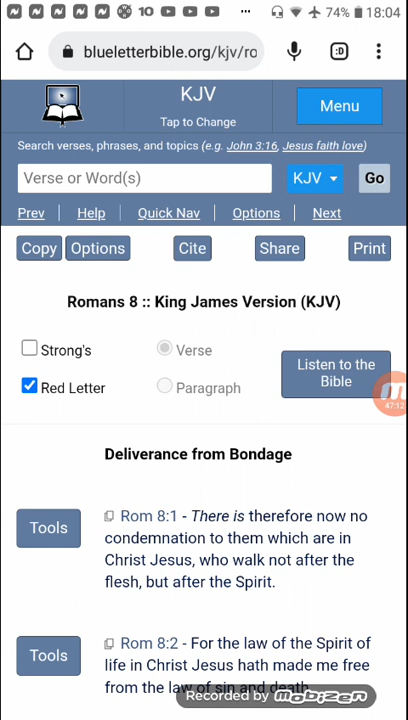 10 ... 74% 18:04
blueletterbible.org/kjv/ro :D
KJV
Tap to Change
Menu
Search verses, phrases, and topics (e.g. John 3:16, Jesus faith love)
Verse or Word(s) KJV Go
Prev | Help | Quick Nav | Options | Next
Copy Options Cite Share Print
Romans 8 :: King James Version (KJV)
Strong's Verse
Red Letter Paragraph
Listen to the
Bible
47:12
Deliverance from Bondage
Tools
Rom 8:1 - There is therefore now no
condemnation to them which are in
Christ Jesus, who walk not after the
flesh, but after the Spirit.
Tools
Rom 8:2 - For the law of the Spirit of
life in Christ Jesus hath made me free
from the law of sin and death.
Recorded by mobizen